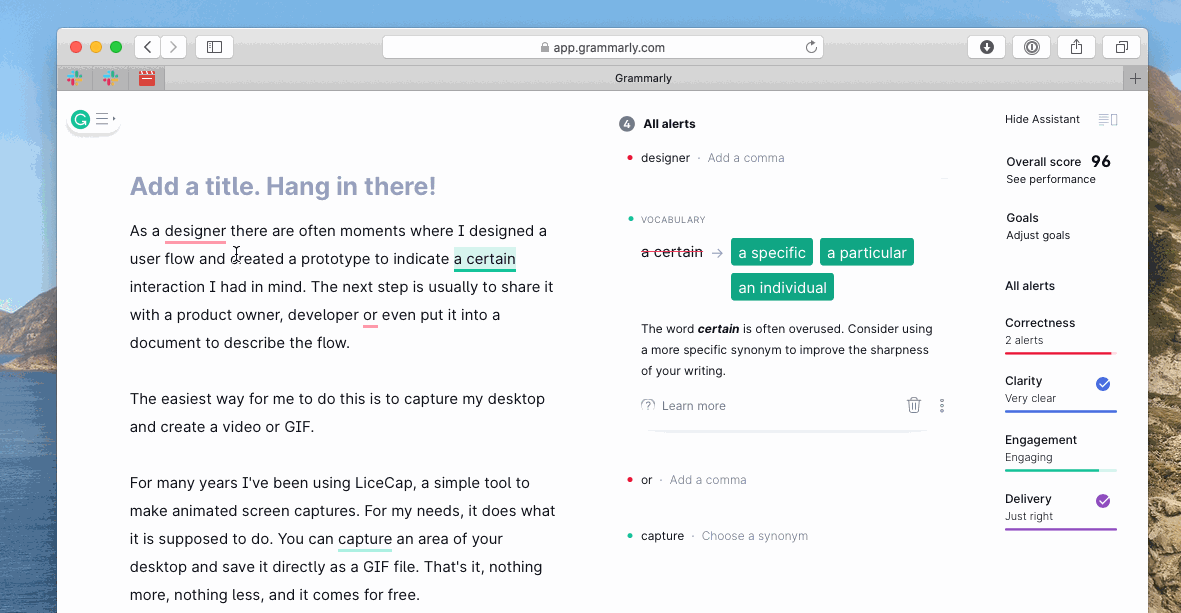 app.grammarly.com
Grammarly
Add a title. Hang in there!
As a designer there are often moments where I designed a
user flow and created a prototype to indicate a certain
interaction I had in mind. The next step is usually to share it
with a product owner, developer or even put it into a
document to describe the flow.
The easiest way for me to do this is to capture my desktop
and create a video or GIF.
For many years I've been using LiceCap, a simple tool to
make animated screen captures. For my needs, it does what
it is supposed to do. You can capture an area of your
desktop and save it directly as a GIF file. That's it, nothing
more, nothing less, and it comes for free.
4 All alerts
designer · Add a comma
VOCABULARY
a certain → a specific a particular
an individual
The word certain is often overused. Consider using
a more specific synonym to improve the sharpness
of your writing.
? Learn more
or · Add a comma
capture · Choose a synonym
Hide Assistant
Overall score 96
See performance
Goals
Adjust goals
All alerts
Correctness
2 alerts
Clarity
Very clear
Engagement
Engaging
Delivery
Just right